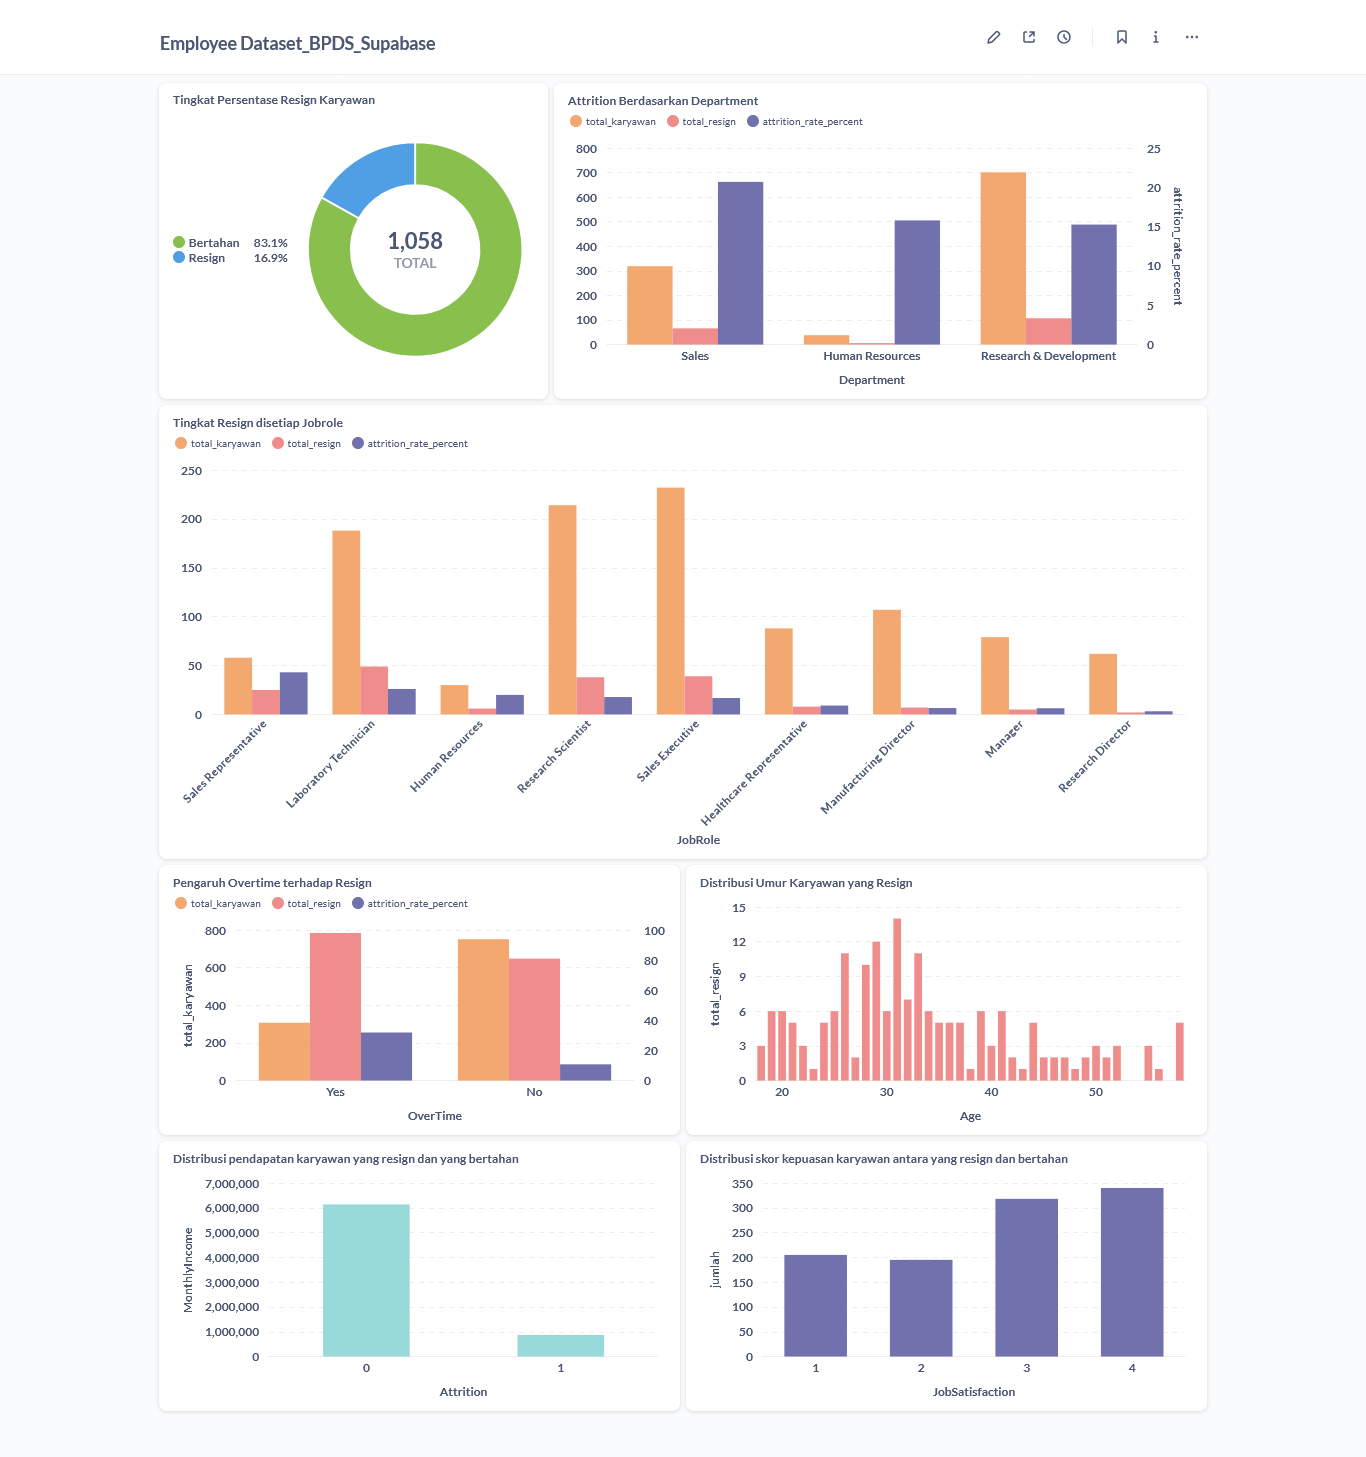 Employee Dataset_BPDS_Supabase
Tingkat Persentase Resign Karyawan
Bertahan 83.1%
Resign 16.9%
1,058
TOTAL
Attrition Berdasarkan Department
total_karyawan total_resign attrition_rate_percent
800
700
600
500
400
300
200
100
0
25
20
15
10
5
0
attrition_rate_percent
Sales Human Resources Research & Development
Department
Tingkat Resign disetiap Jobrole
total_karyawan total_resign attrition_rate_percent
250
200
150
100
50
0
Sales Representative
Laboratory Technician
Human Resources
Research Scientist
Sales Executive
Healthcare Representative
Manufacturing Director
Manager
Research Director
JobRole
Pengaruh Overtime terhadap Resign
total_karyawan total_resign attrition_rate_percent
total_karyawan
800
600
400
200
0
100
80
60
40
20
0
Yes No
OverTime
Distribusi Umur Karyawan yang Resign
total_resign
15
12
9
6
3
0
20 30 40 50
Age
Distribusi pendapatan karyawan yang resign dan yang bertahan
MonthlyIncome
7,000,000
6,000,000
5,000,000
4,000,000
3,000,000
2,000,000
1,000,000
0
0 1
Attrition
Distribusi skor kepuasan karyawan antara yang resign dan bertahan
jumlah
350
300
250
200
150
100
50
0
1 2 3 4
JobSatisfaction